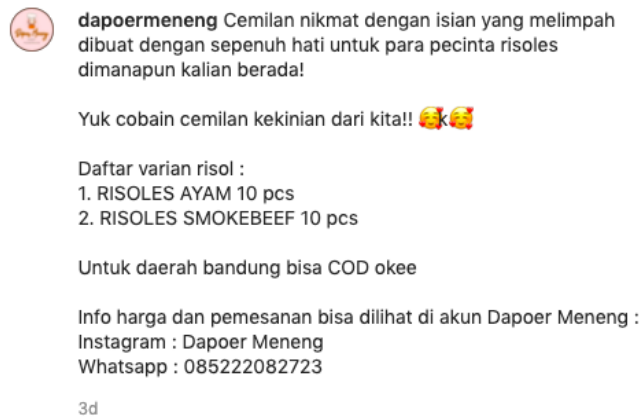 dapoermeneng Cemilan nikmat dengan isian yang melimpah
dibuat dengan sepenuh hati untuk para pecinta risoles
dimanapun kalian berada!
Yuk cobain cemilan kekinian dari kita!! 🥰k🥰
Daftar varian risol :
1. RISOLES AYAM 10 pcs
2. RISOLES SMOKEBEEF 10 pcs
Untuk daerah bandung bisa COD okee
Info harga dan pemesanan bisa dilihat di akun Dapoer Meneng :
Instagram : Dapoer Meneng
Whatsapp : 085222082723
3d